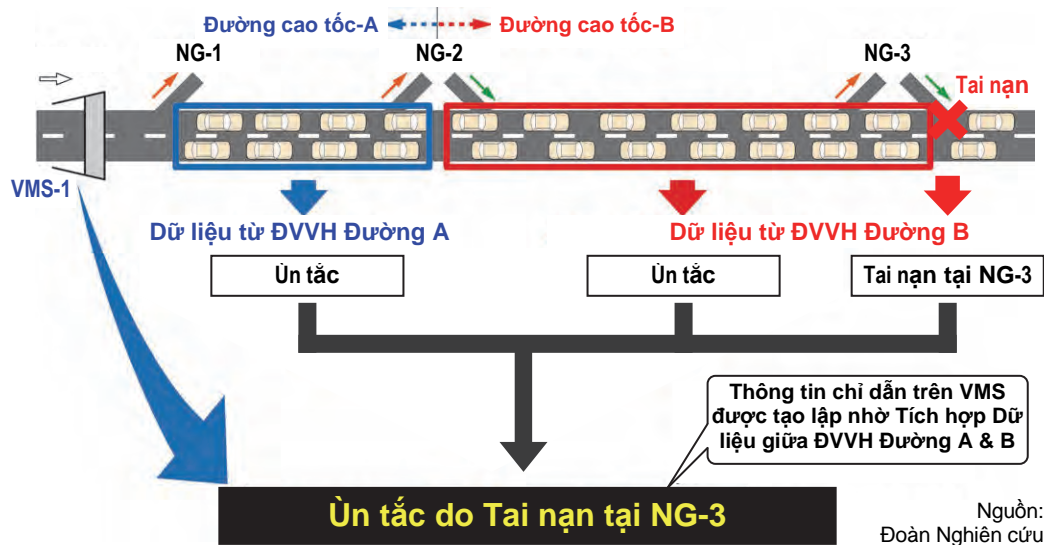 Đường cao tốc-A
Đường cao tốc-B
NG-1
NG-2
NG-3
Tai nạn
VMS-1
Dữ liệu từ ĐVVH Đường A
Dữ liệu từ ĐVVH Đường B
Ùn tắc
Ùn tắc
Tai nạn tại NG-3
Thông tin chỉ dẫn trên VMS
được tạo lập nhờ Tích hợp Dữ
liệu giữa ĐVVH Đường A & B
Ùn tắc do Tai nạn tại NG-3
Nguồn:
Đoàn Nghiên cứu